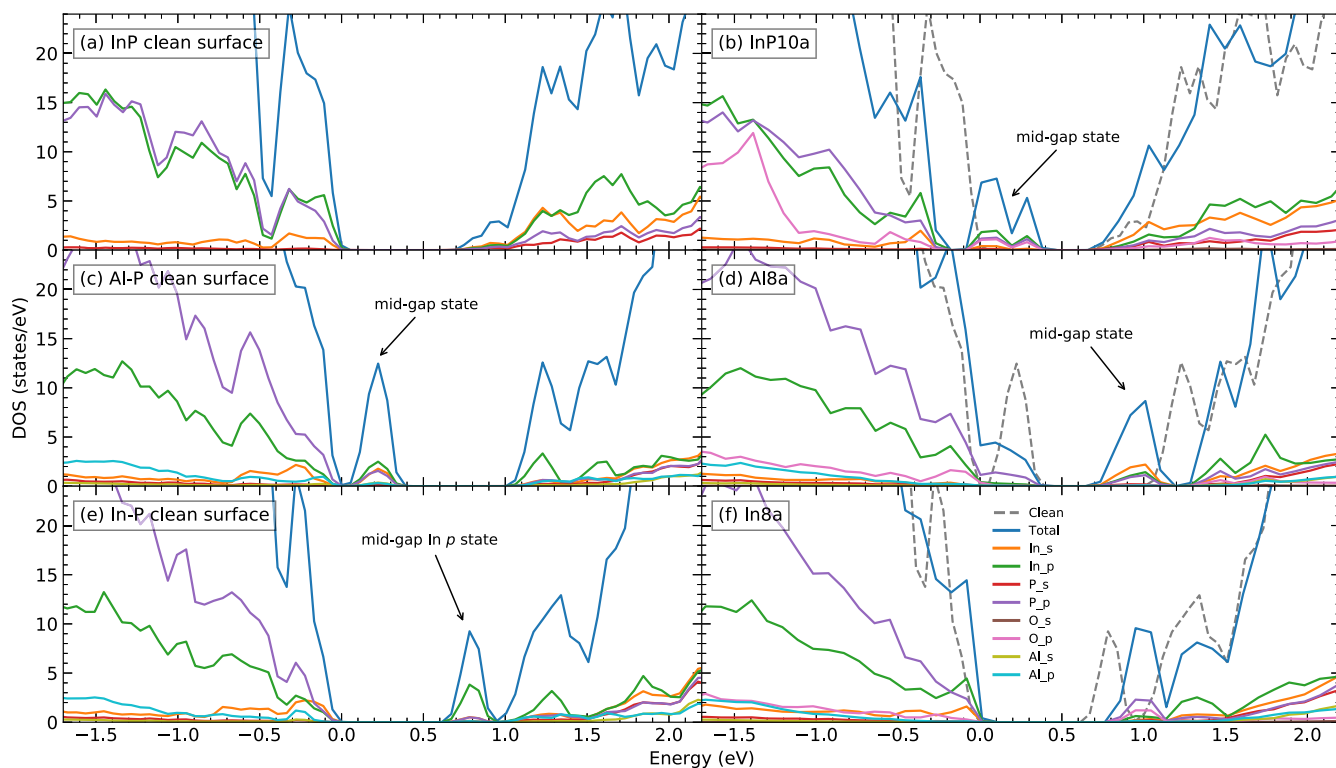 (a) InP clean surface
(b) InP10a
mid-gap state
(c) Al-P clean surface
mid-gap state
(d) Al8a
mid-gap state
(e) In-P clean surface
mid-gap In p state
(f) In8a
Clean
Total
In_s
In_p
P_s
P_p
O_s
O_p
Al_s
Al_p
DOS (states/eV)
20
15
10
5
0
20
15
10
5
0
20
15
10
5
0
−1.5 −1.0 −0.5 0.0 0.5 1.0 1.5 2.0
−1.5 −1.0 −0.5 0.0 0.5 1.0 1.5 2.0
Energy (eV)